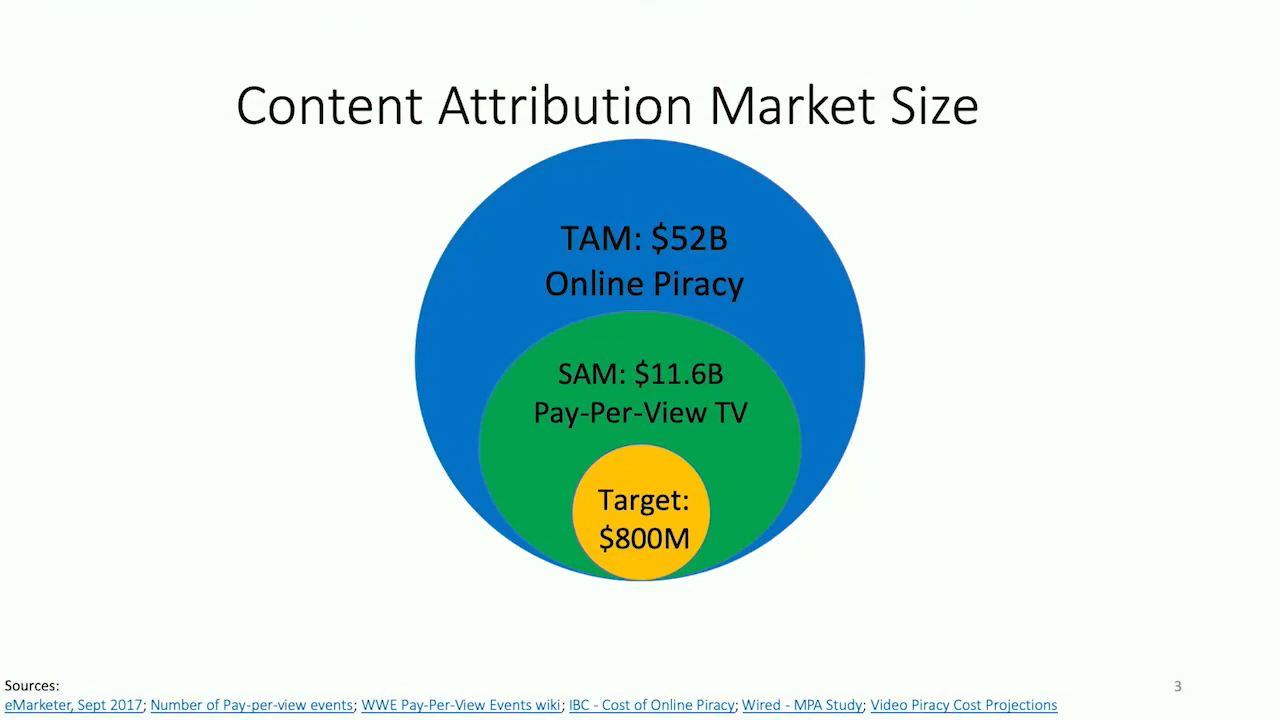 Content Attribution Market Size
TAM: $52B
Online Piracy
SAM: $11.6B
Pay-Per-View TV
Target:
$800M
Sources:
3
eMarketer, Sept 2017; Number of Pay-per-view events; WWE Pay-Per-View Events wiki; IBC - Cost of Online Piracy; Wired - MPA Study; Video Piracy Cost Projections